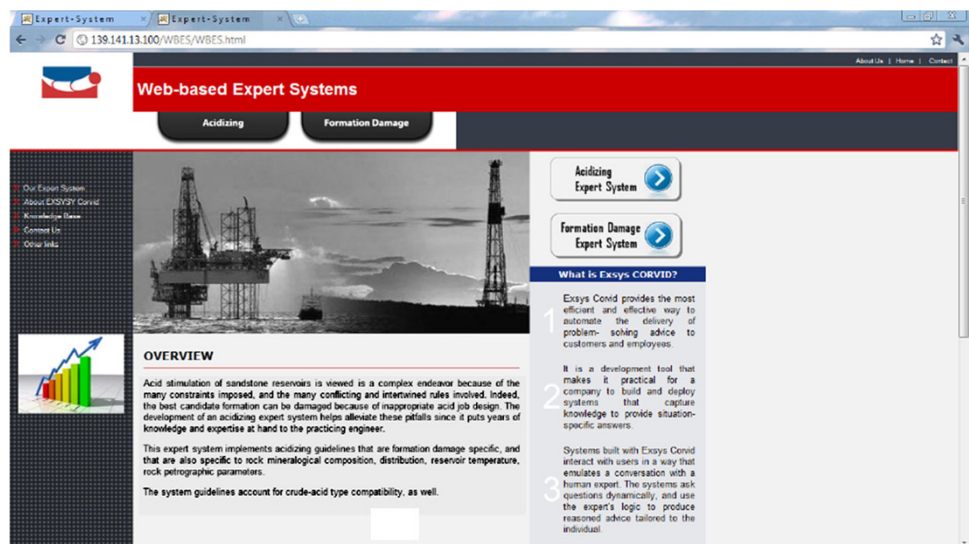 Expert-System
Expert-System
139.141.13.100/WBES/WBES.html
About Us | Home | Contact
Web-based Expert Systems
Acidizing
Formation Damage
Our Expert System
About EXSYSY Corvid
Knowledge Base
Contact Us
Other links
Acidizing
Expert System
Formation Damage
Expert System
What is Exsys CORVID?
1
Exsys Corvid provides the most
efficient and effective way to
automate the delivery of
problem- solving advice to
customers and employees.
2
It is a development tool that
makes it practical for a
company to build and deploy
systems that capture
knowledge to provide situation-
specific answers.
3
Systems built with Exsys Corvid
interact with users in a way that
emulates a conversation with a
human expert. The systems ask
questions dynamically, and use
the expert's logic to produce
reasoned advice tailored to the
individual.
OVERVIEW
Acid stimulation of sandstone reservoirs is viewed is a complex endeavor because of the
many constraints imposed, and the many conflicting and intertwined rules involved. Indeed,
the best candidate formation can be damaged because of inappropriate acid job design. The
development of an acidizing expert system helps alleviate these pitfalls since it puts years of
knowledge and expertise at hand to the practicing engineer.
This expert system implements acidizing guidelines that are formation damage specific, and
that are also specific to rock mineralogical composition, distribution, reservoir temperature,
rock petrographic parameters.
The system guidelines account for crude-acid type compatibility, as well.